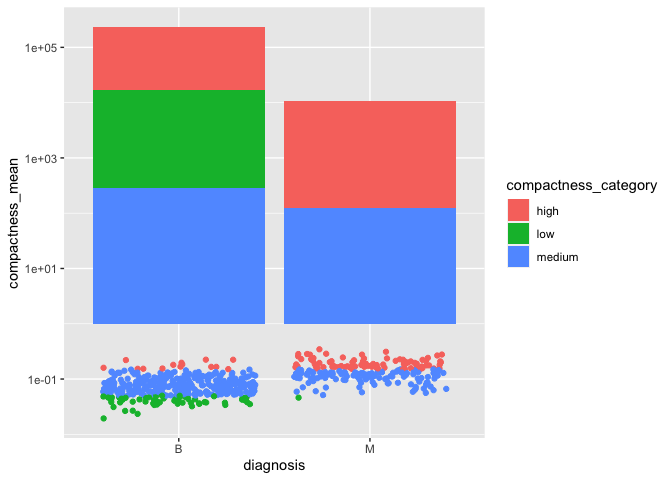 compactness_mean
1e+05
1e+03
1e+01
1e-01
B
M
diagnosis
compactness_category
high
low
medium